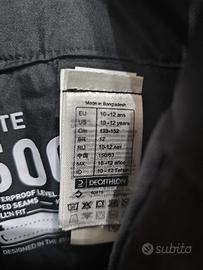 Made in Bangladesh
EU 10-12 ans
US 10-12 years
CN 133-152
BR 12
RU 10-12 лет
中国 150/63
MX 10-12 años
ID 10-12 Tahun
DECATHLON
TE
500
ERPROOF LEVEL
PED SEAMS
FIT
DESIGNED IN THE
subito